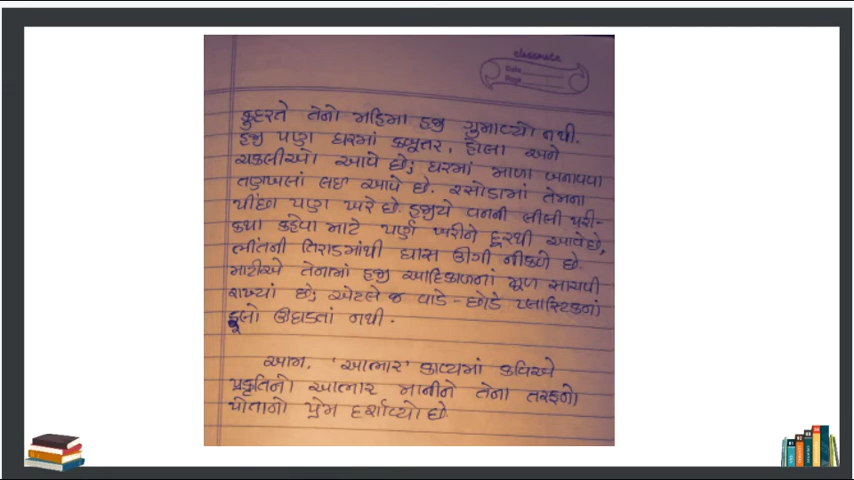 classmate
Date
Page
કુદરતે તેનો મહિમા હજી ગુમાવ્યો નથી.
હજી પણ ઘરમાં કબૂતર, હોલા અને
ચકલીઓ આવે છે; ઘરમાં માળા બનાવવા
તણખલાં લઈ આવે છે. રસોડામાં તેમના
પીંછા પણ ખરે છે. હજીયે વનની લીલી પરી-
કથા કહેવા માટે પર્ણ ખરીને દૂરથી આવે છે,
ભીંતની તિરાડમાંથી ઘાસ ઊગી નીકળે છે.
માટીએ તેનામાં હજી આદિકાળનાં મૂળ સાચવી
રાખ્યાં છે; એટલે જ વાડે-છોડે પ્લાસ્ટિકનાં
ફૂલો ઊઘડતાં નથી.
આમ, 'આભાર' કાવ્યમાં કવિએ
પ્રકૃતિનો આભાર માનીને તેના તરફનો
પોતાનો પ્રેમ દર્શાવ્યો છે